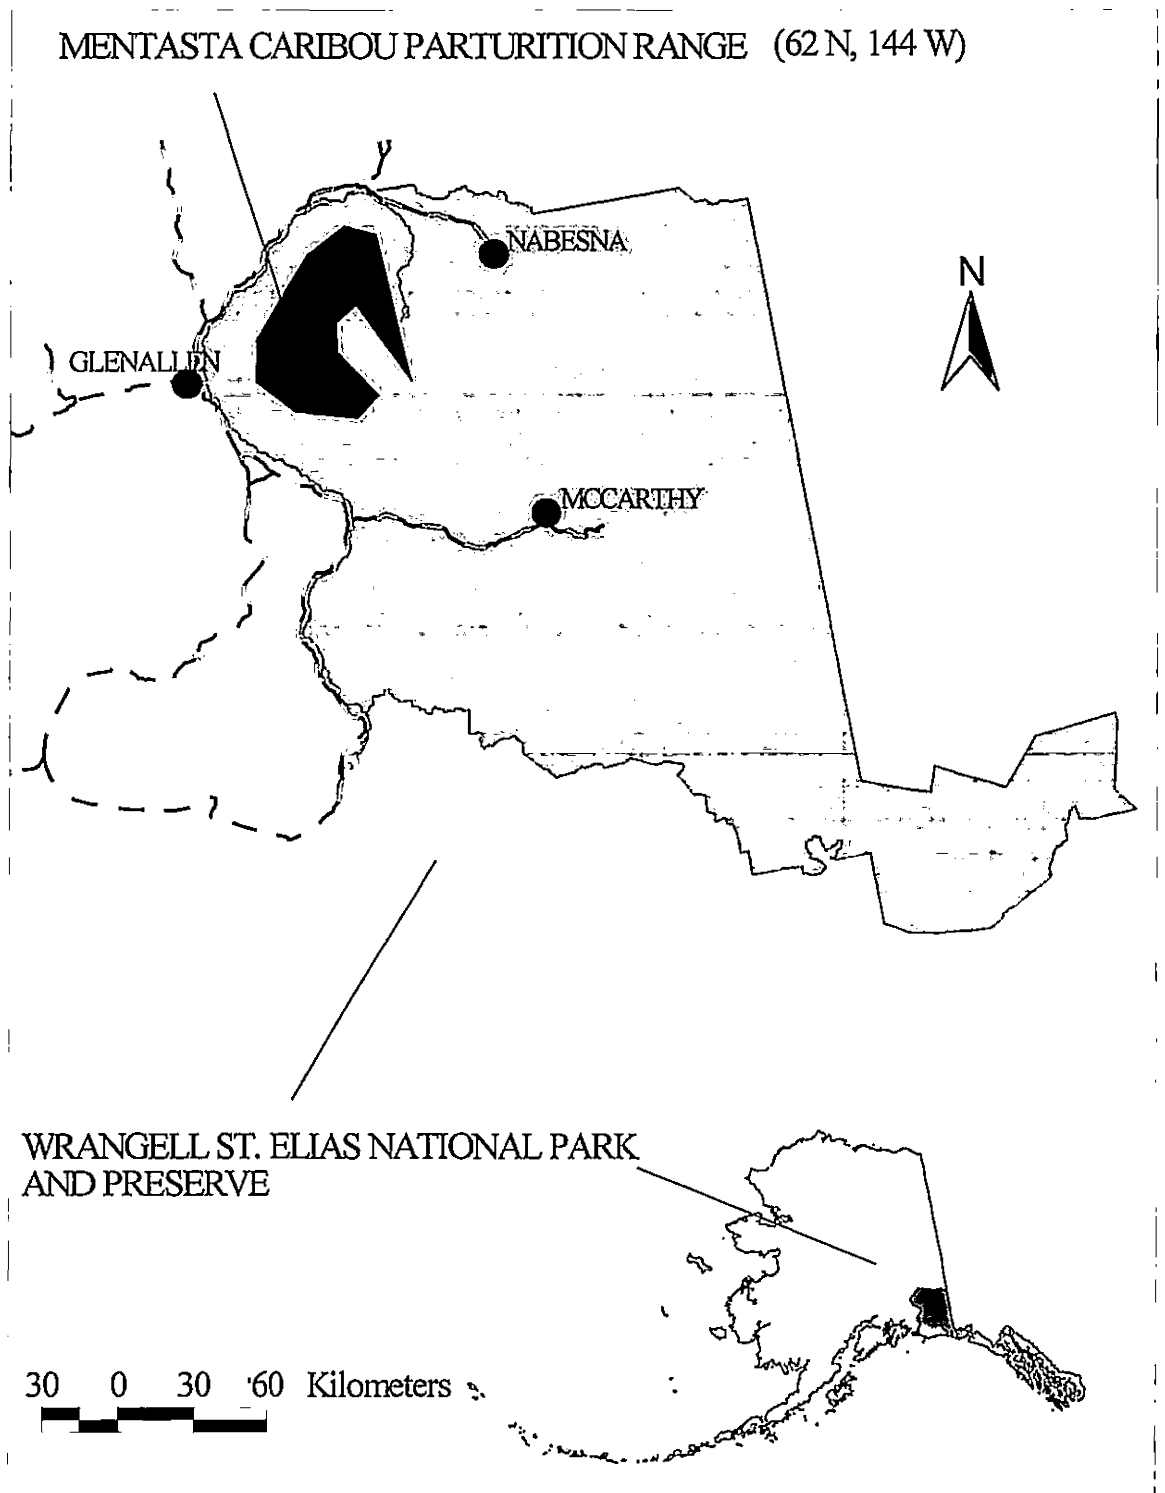 MENTASTA CARIBOU PARTURITION RANGE (62 N, 144 W)
NABESNA
N
GLENALLEN
MCCARTHY
WRANGELL ST. ELIAS NATIONAL PARK
AND PRESERVE
30 0 30 60 Kilometers